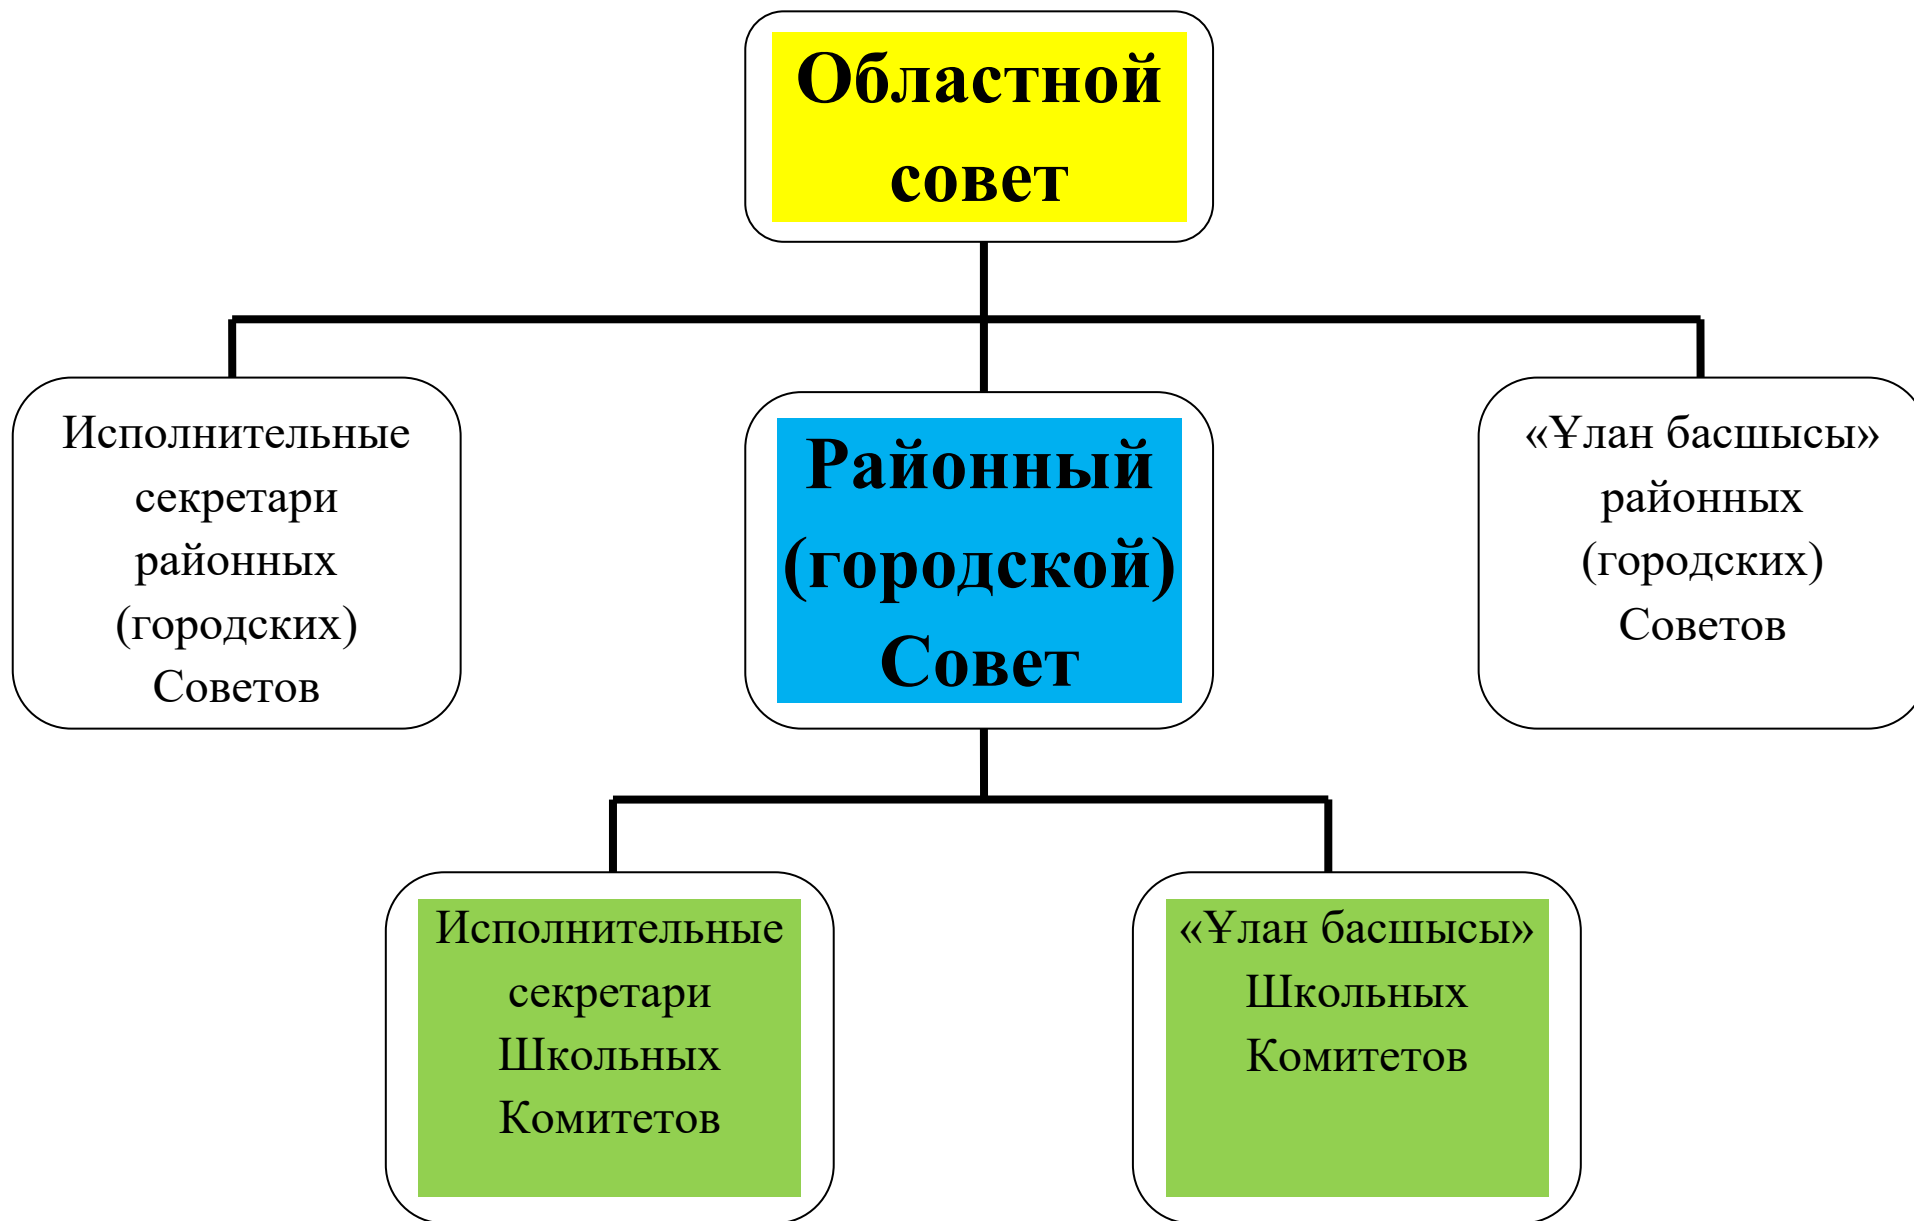 Областной
совет
Исполнительные
секретари
районных
(городских)
Советов
Районный
(городской)
Совет
«Ұлан басшысы»
районных
(городских)
Советов
Исполнительные
секретари
Школьных
Комитетов
«Ұлан басшысы»
Школьных
Комитетов